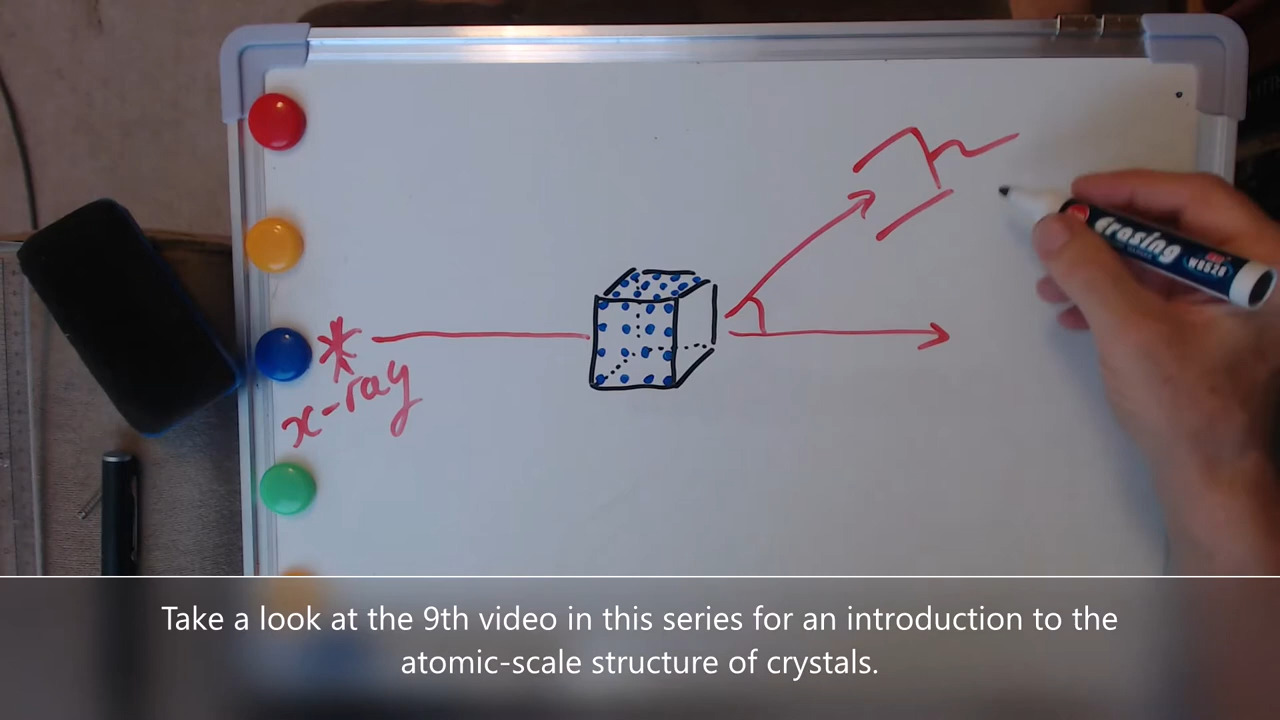 x-ray
Erasing
Take a look at the 9th video in this series for an introduction to the
atomic-scale structure of crystals.